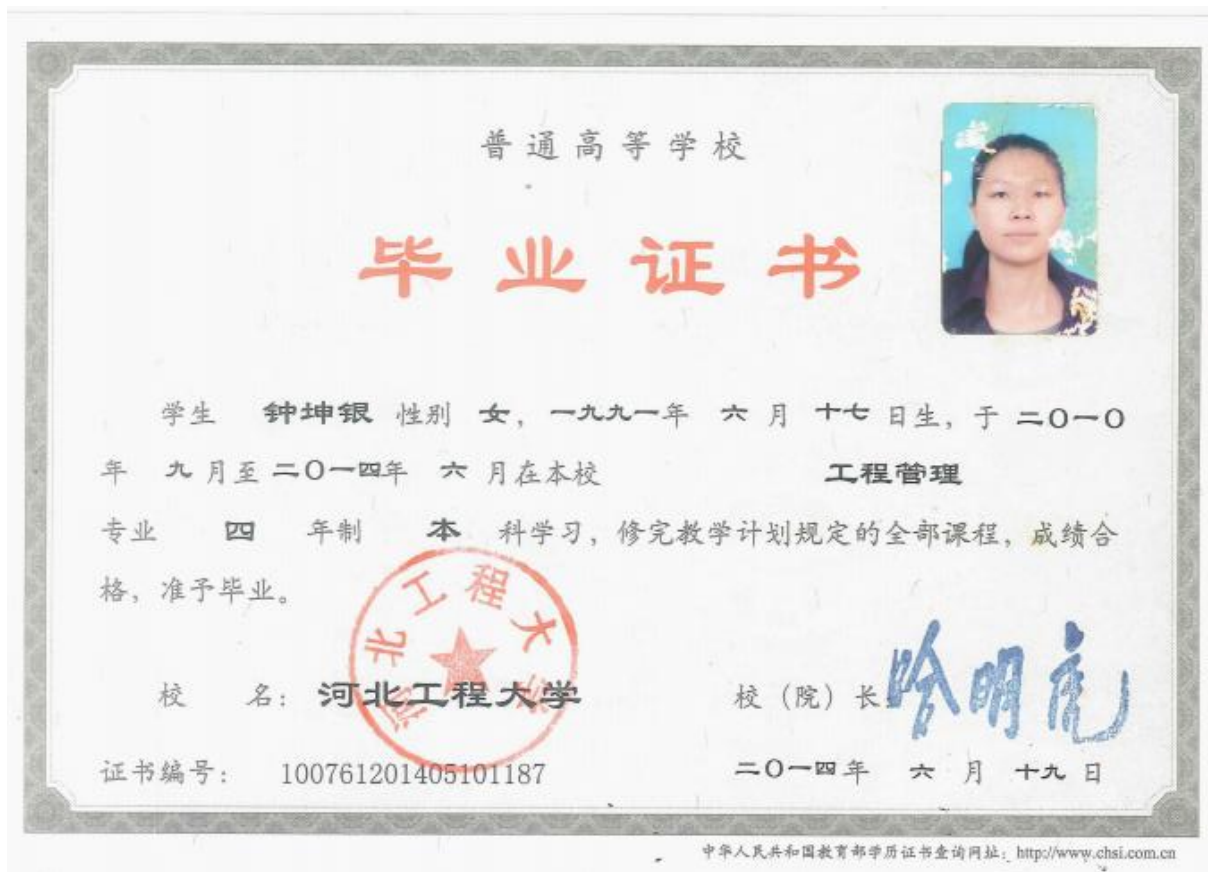 普通高等学校
毕业证书
学生 钟坤银 性别 女，一九九一年 六 月 十七 日生，于 二〇一〇
年 九 月至 二〇一四年 六 月在本校 工程管理
专业 四 年制 本 科学习，修完教学计划规定的全部课程，成绩合
格，准予毕业。
河北工程大学
校 名：河北工程大学 校（院）长 哈明虎
证书编号： 100761201405101187 二〇一四年 六 月 十九 日
中华人民共和国教育部学历证书查询网址：http://www.chsi.com.cn